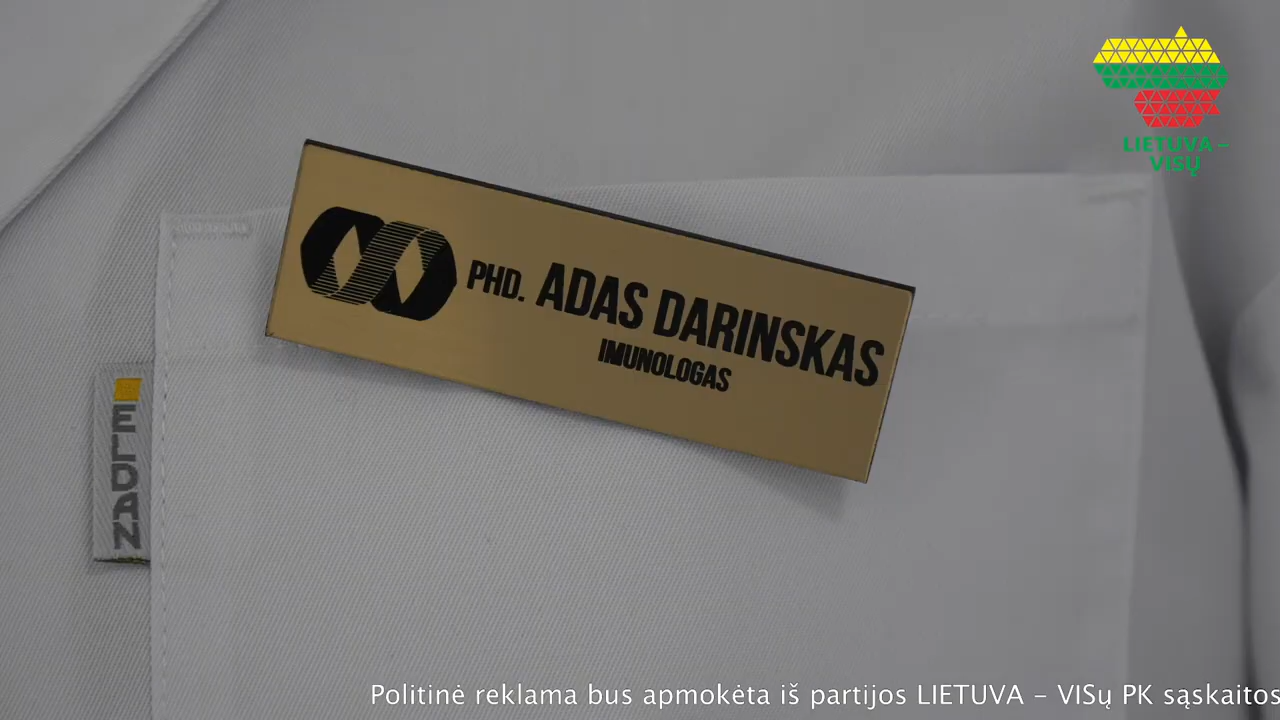 LIETUVA –
VISŲ
PHD. ADAS DARINSKAS
IMUNOLOGAS
ELDAN
Politinė reklama bus apmokėta iš partijos LIETUVA – VISų PK sąskaitos